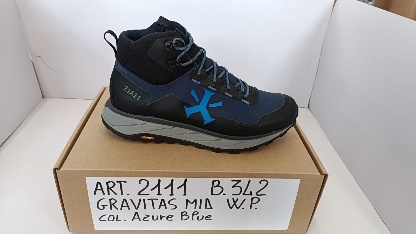 ART. 2111 B.342
GRAVITAS MID W.P.
COL. Azure Blue